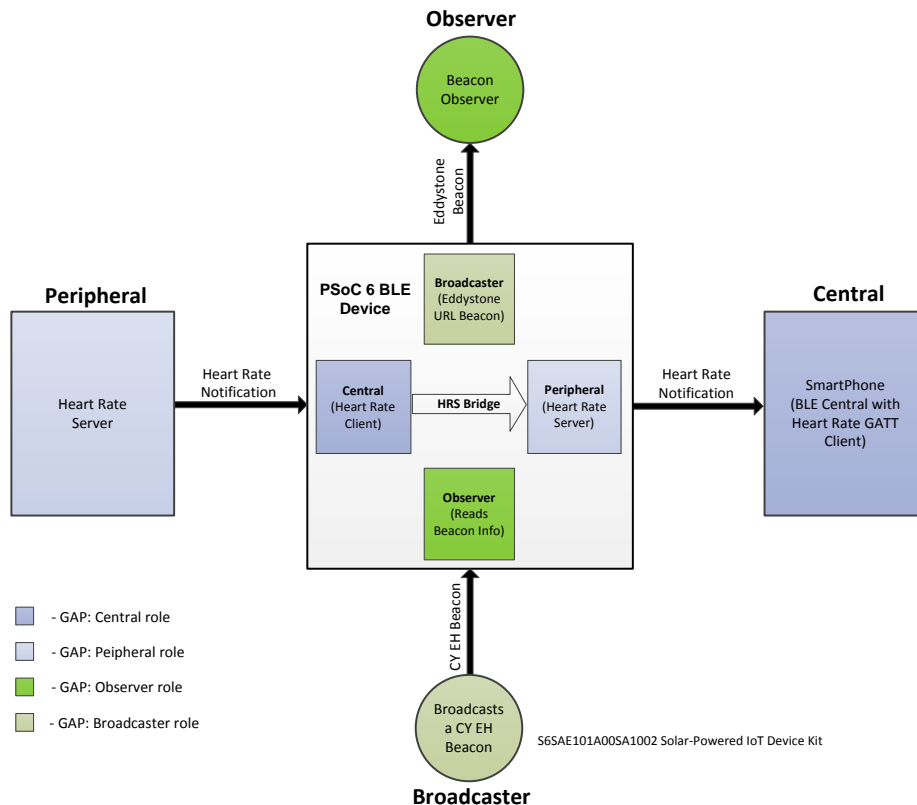 Observer
Beacon
Observer
Eddystone
Beacon
PSoC 6 BLE
Device
Broadcaster
(Eddystone
URL Beacon)
Peripheral
Heart Rate
Server
Heart Rate
Notification
Central
(Heart Rate
Client)
HRS Bridge
Peripheral
(Heart Rate
Server)
Heart Rate
Notification
Central
SmartPhone
(BLE Central with
Heart Rate GATT
Client)
Observer
(Reads
Beacon Info)
CY EH Beacon
- GAP: Central role
- GAP: Peipheral role
- GAP: Observer role
- GAP: Broadcaster role
Broadcasts
a CY EH
Beacon
S6SAE101A00SA1002 Solar-Powered IoT Device Kit
Broadcaster